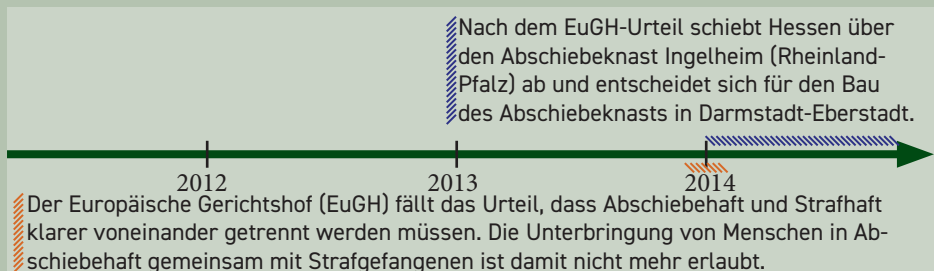 Nach dem EuGH-Urteil schiebt Hessen über
den Abschiebeknast Ingelheim (Rheinland-
Pfalz) ab und entscheidet sich für den Bau
des Abschiebeknasts in Darmstadt-Eberstadt.
2012 2013 2014
Der Europäische Gerichtshof (EuGH) fällt das Urteil, dass Abschiebehaft und Strafhaft
klarer voneinander getrennt werden müssen. Die Unterbringung von Menschen in Ab-
schiebehaft gemeinsam mit Strafgefangenen ist damit nicht mehr erlaubt.